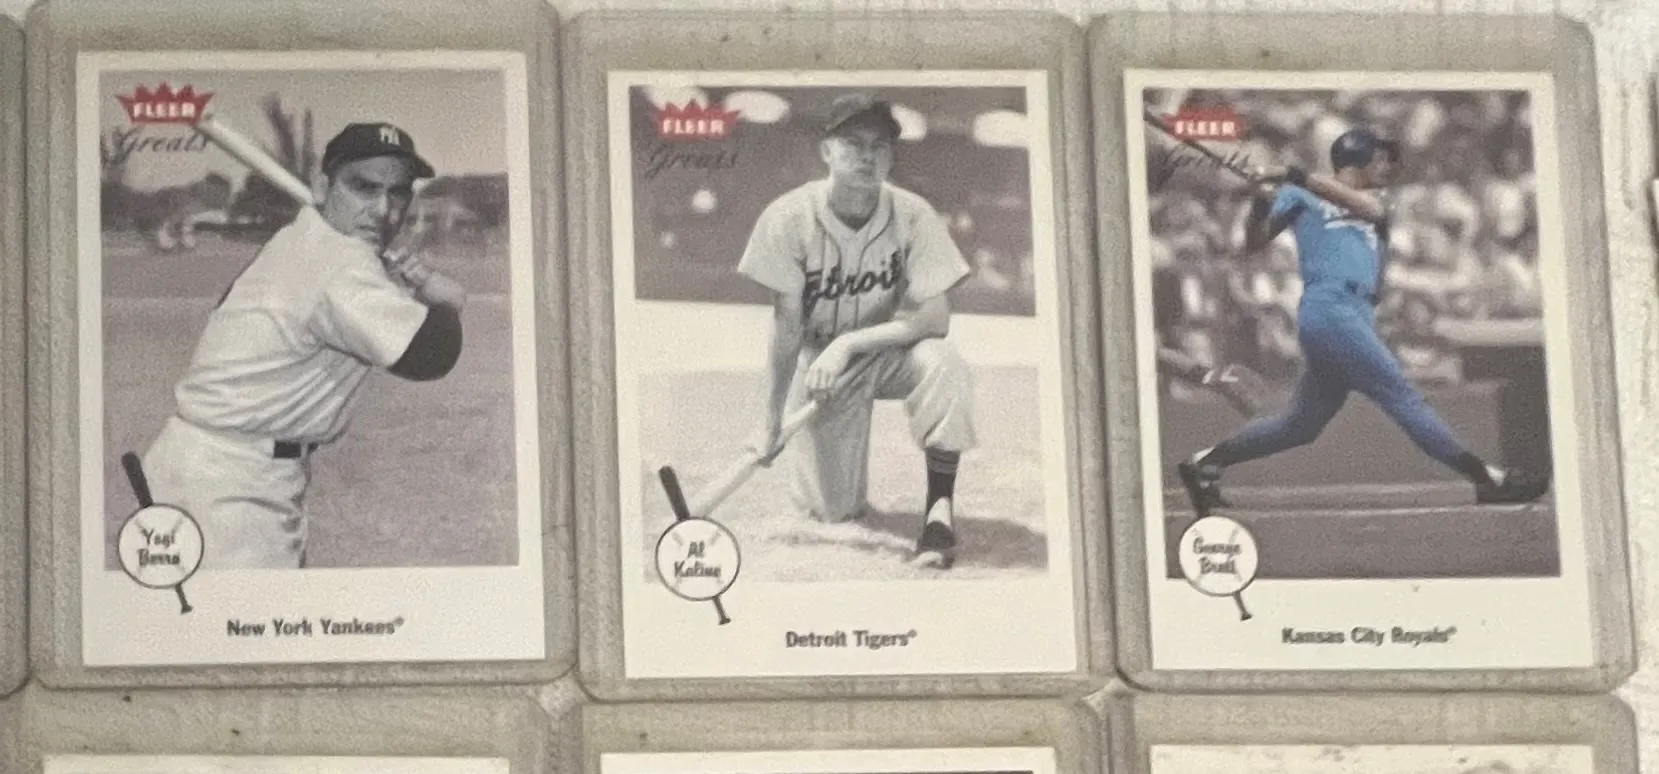 FLEER
Greats
Yogi
Berra
New York Yankees®
FLEER
Greats
Detroit
Al
Kaline
Detroit Tigers®
FLEER
Greats
George
Brett
Kansas City Royals®